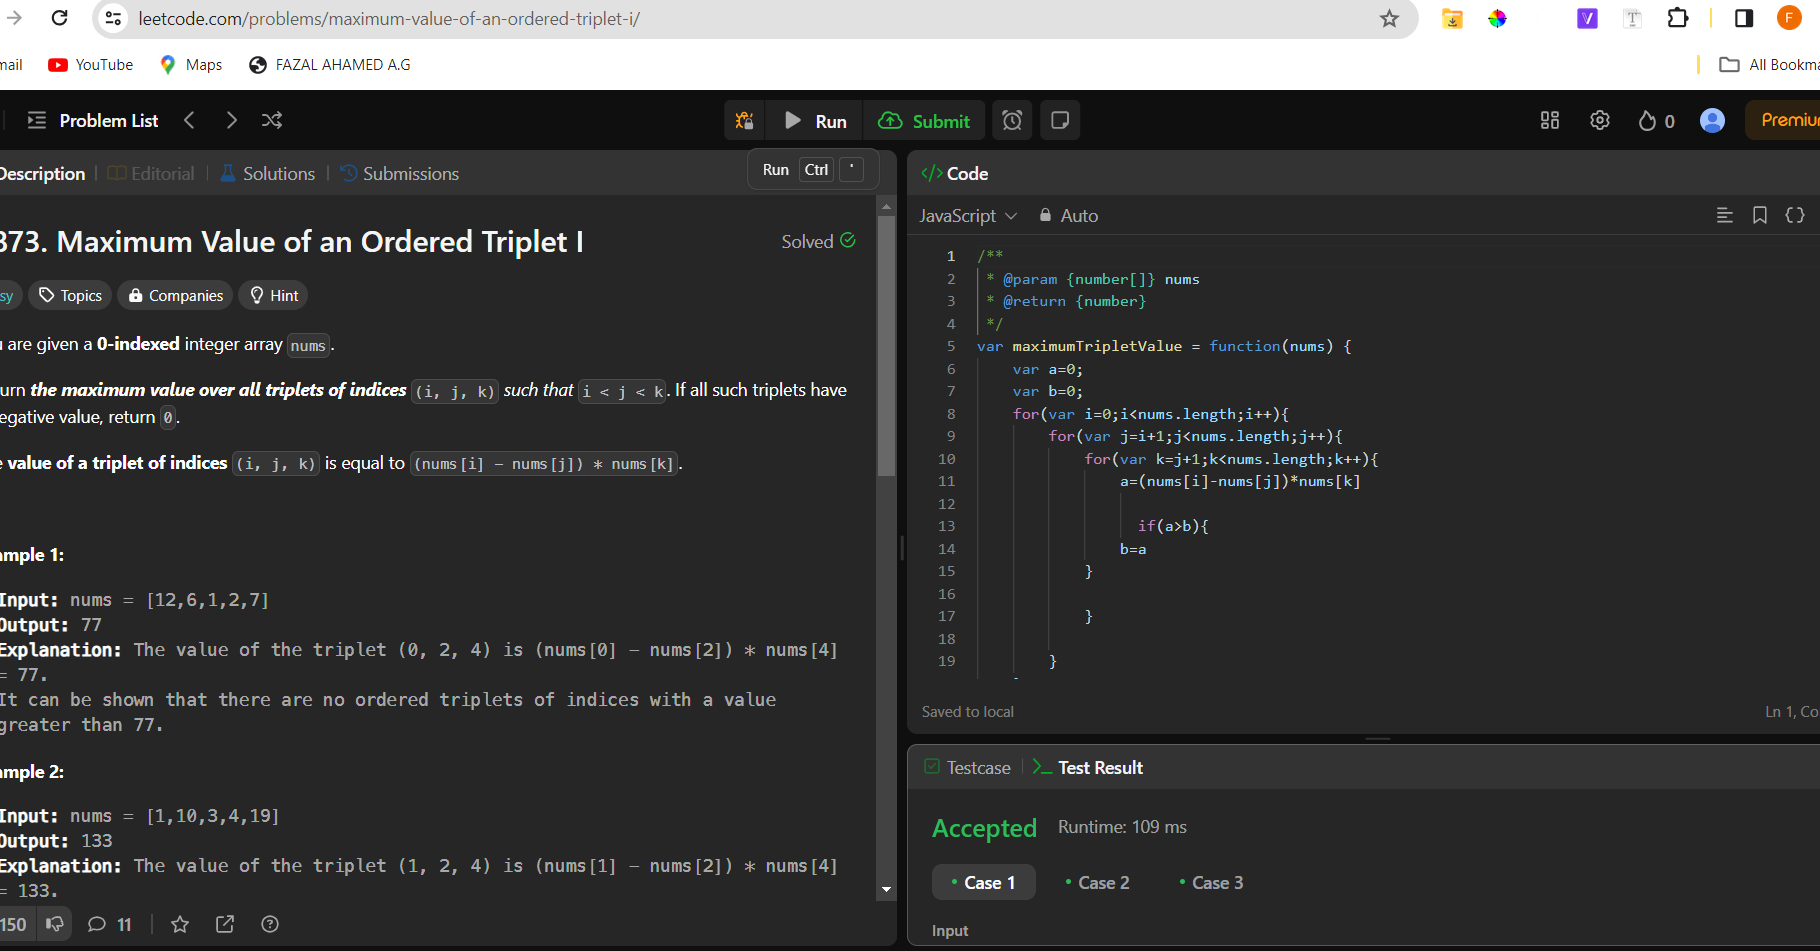 leetcode.com/problems/maximum-value-of-an-ordered-triplet-i/
V T F
mail YouTube Maps FAZAL AHAMED A.G All Bookma
Problem List Run Submit 0 Premiu
Description Editorial Solutions Submissions
Run Ctrl '
373. Maximum Value of an Ordered Triplet I
Solved
sy Topics Companies Hint
u are given a 0-indexed integer array nums.
urn the maximum value over all triplets of indices (i, j, k) such that i < j < k. If all such triplets have
egative value, return 0.
e value of a triplet of indices (i, j, k) is equal to (nums[i] - nums[j]) * nums[k].
ample 1:
Input: nums = [12,6,1,2,7]
Output: 77
Explanation: The value of the triplet (0, 2, 4) is (nums[0] - nums[2]) * nums[4]
= 77.
It can be shown that there are no ordered triplets of indices with a value
greater than 77.
ample 2:
Input: nums = [1,10,3,4,19]
Output: 133
Explanation: The value of the triplet (1, 2, 4) is (nums[1] - nums[2]) * nums[4]
= 133.
150 11
</> Code
JavaScript Auto
1 /**
2 * @param {number[]} nums
3 * @return {number}
4 */
5 var maximumTripletValue = function(nums) {
6 var a=0;
7 var b=0;
8 for(var i=0;i<nums.length;i++){
9 for(var j=i+1;j<nums.length;j++){
10 for(var k=j+1;k<nums.length;k++){
11 a=(nums[i]-nums[j])*nums[k]
12
13 if(a>b){
14 b=a
15 }
16
17 }
18
19 }
Saved to local Ln 1, Co
Testcase >_ Test Result
Accepted Runtime: 109 ms
Case 1 Case 2 Case 3
Input